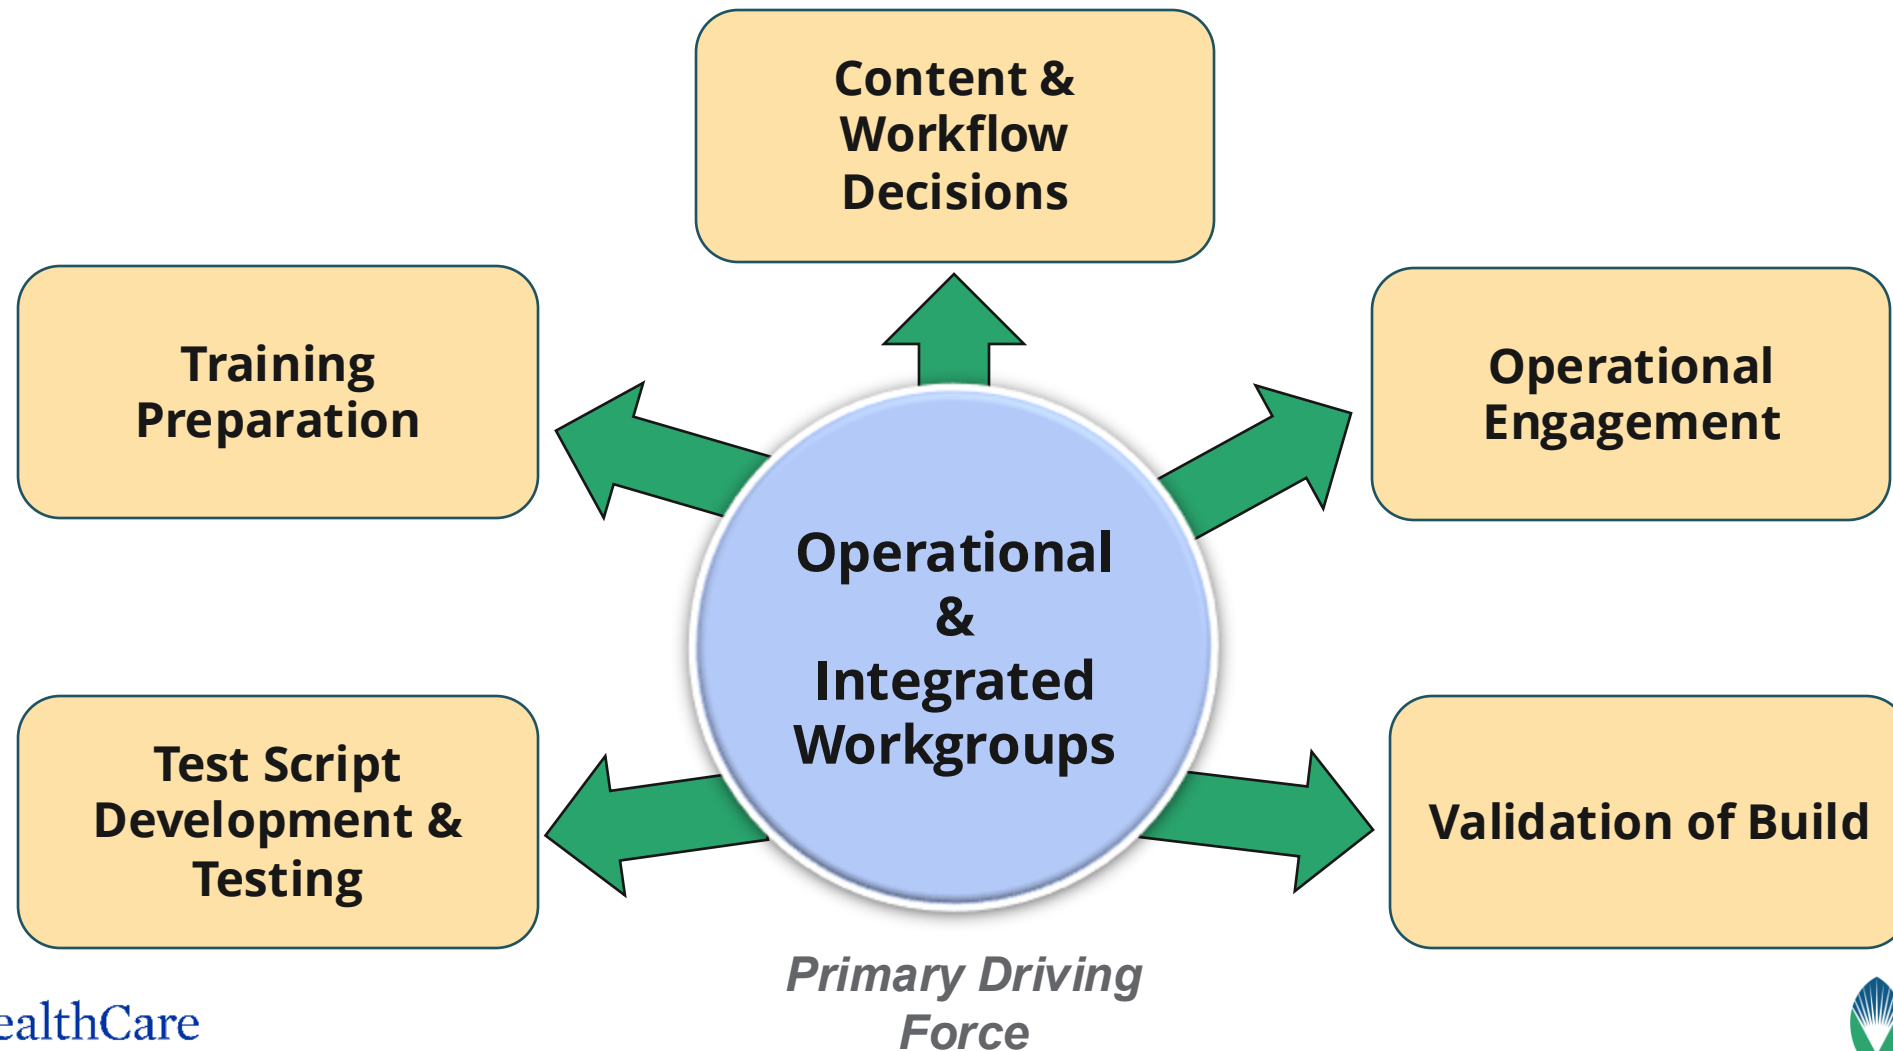 Content &
Workflow
Decisions
Training
Preparation
Operational
Engagement
Operational
&
Integrated
Workgroups
Test Script
Development &
Testing
Validation of Build
Primary Driving
Force
ealthCare